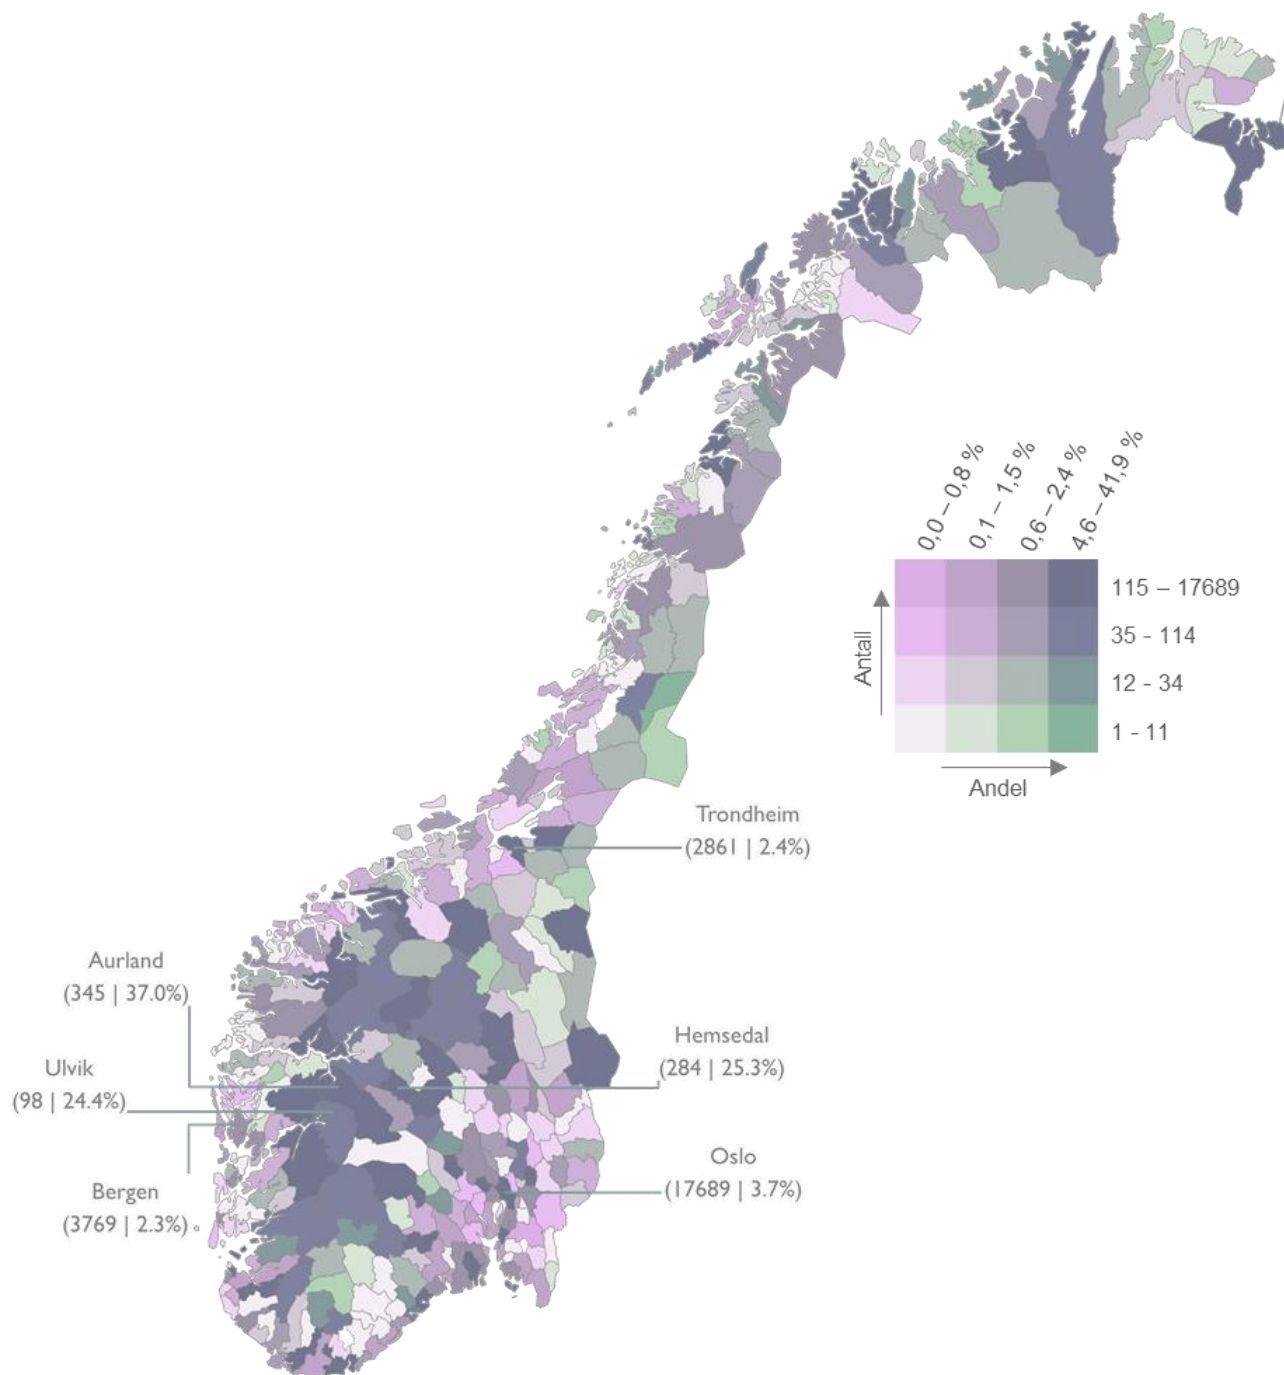 0,0 – 0,8 %
0,1 – 1,5 %
0,6 – 2,4 %
4,6 – 41,9 %
115 – 17689
35 - 114
12 - 34
1 - 11
Antall
Andel
Trondheim
(2861 | 2.4%)
Aurland
(345 | 37.0%)
Hemsedal
(284 | 25.3%)
Ulvik
(98 | 24.4%)
Oslo
(17689 | 3.7%)
Bergen
(3769 | 2.3%)